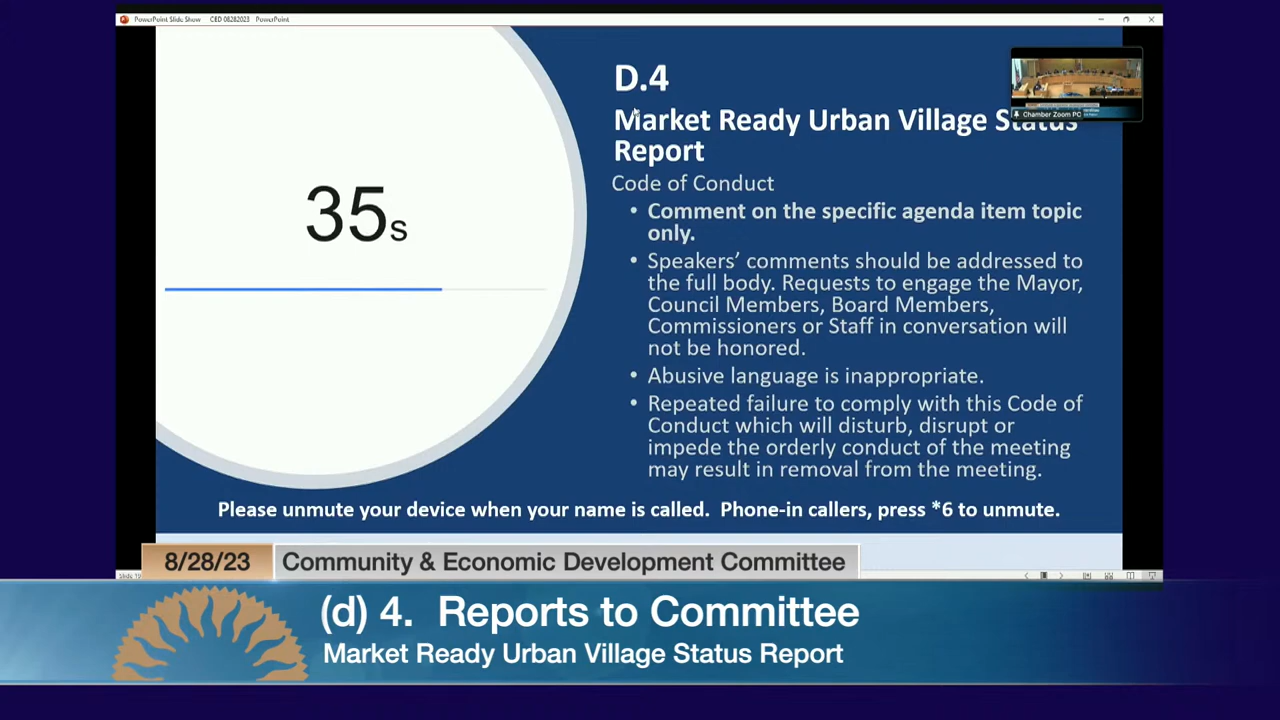 PowerPoint Slide Show
CED 08282023
PowerPoint
D.4
Chamber Zoom PC
Market Ready Urban Village Status
Report
35s
Code of Conduct
• Comment on the specific agenda item topic
only.
• Speakers’ comments should be addressed to
the full body. Requests to engage the Mayor,
Council Members, Board Members,
Commissioners or Staff in conversation will
not be honored.
• Abusive language is inappropriate.
• Repeated failure to comply with this Code of
Conduct which will disturb, disrupt or
impede the orderly conduct of the meeting
may result in removal from the meeting.
Please unmute your device when your name is called. Phone-in callers, press *6 to unmute.
8/28/23
Community & Economic Development Committee
(d) 4. Reports to Committee
Market Ready Urban Village Status Report